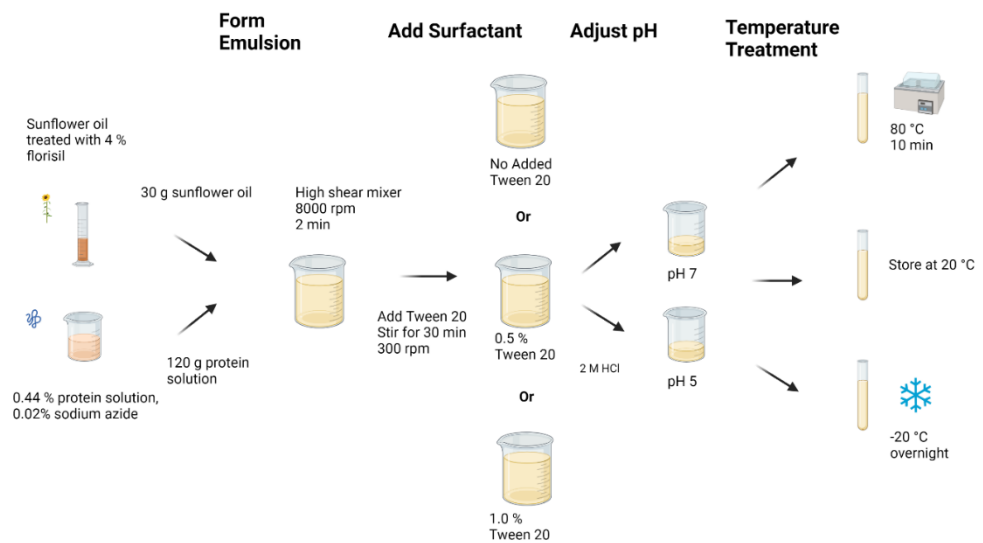 Form
Emulsion
Add Surfactant
Adjust pH
Temperature
Treatment
Sunflower oil
treated with 4 %
florisil
30 g sunflower oil
0.44 % protein solution,
0.02% sodium azide
120 g protein
solution
High shear mixer
8000 rpm
2 min
Add Tween 20
Stir for 30 min
300 rpm
No Added
Tween 20
Or
0.5 %
Tween 20
Or
1.0 %
Tween 20
2 M HCl
pH 7
pH 5
80 °C
10 min
Store at 20 °C
-20 °C
overnight